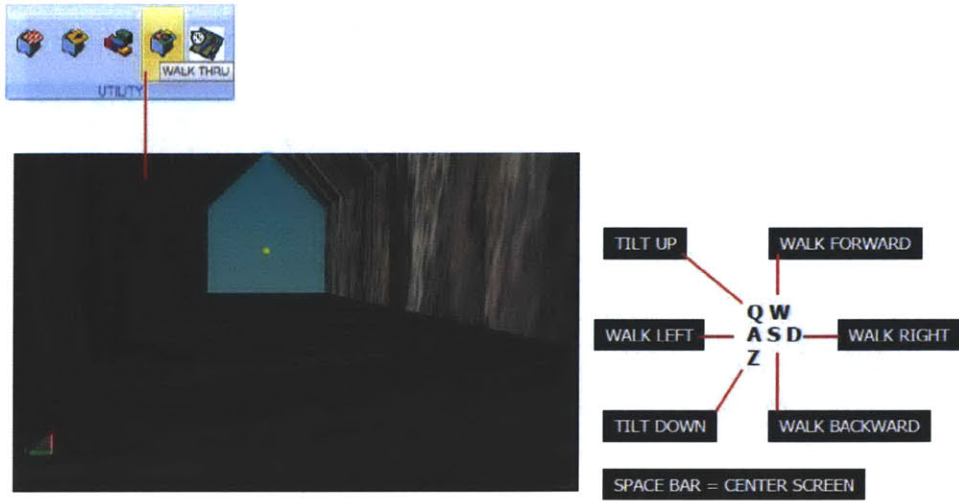 WALK THRU
UTILITY
TILT UP
WALK FORWARD
Q W
WALK LEFT
A S D
WALK RIGHT
Z
TILT DOWN
WALK BACKWARD
SPACE BAR = CENTER SCREEN